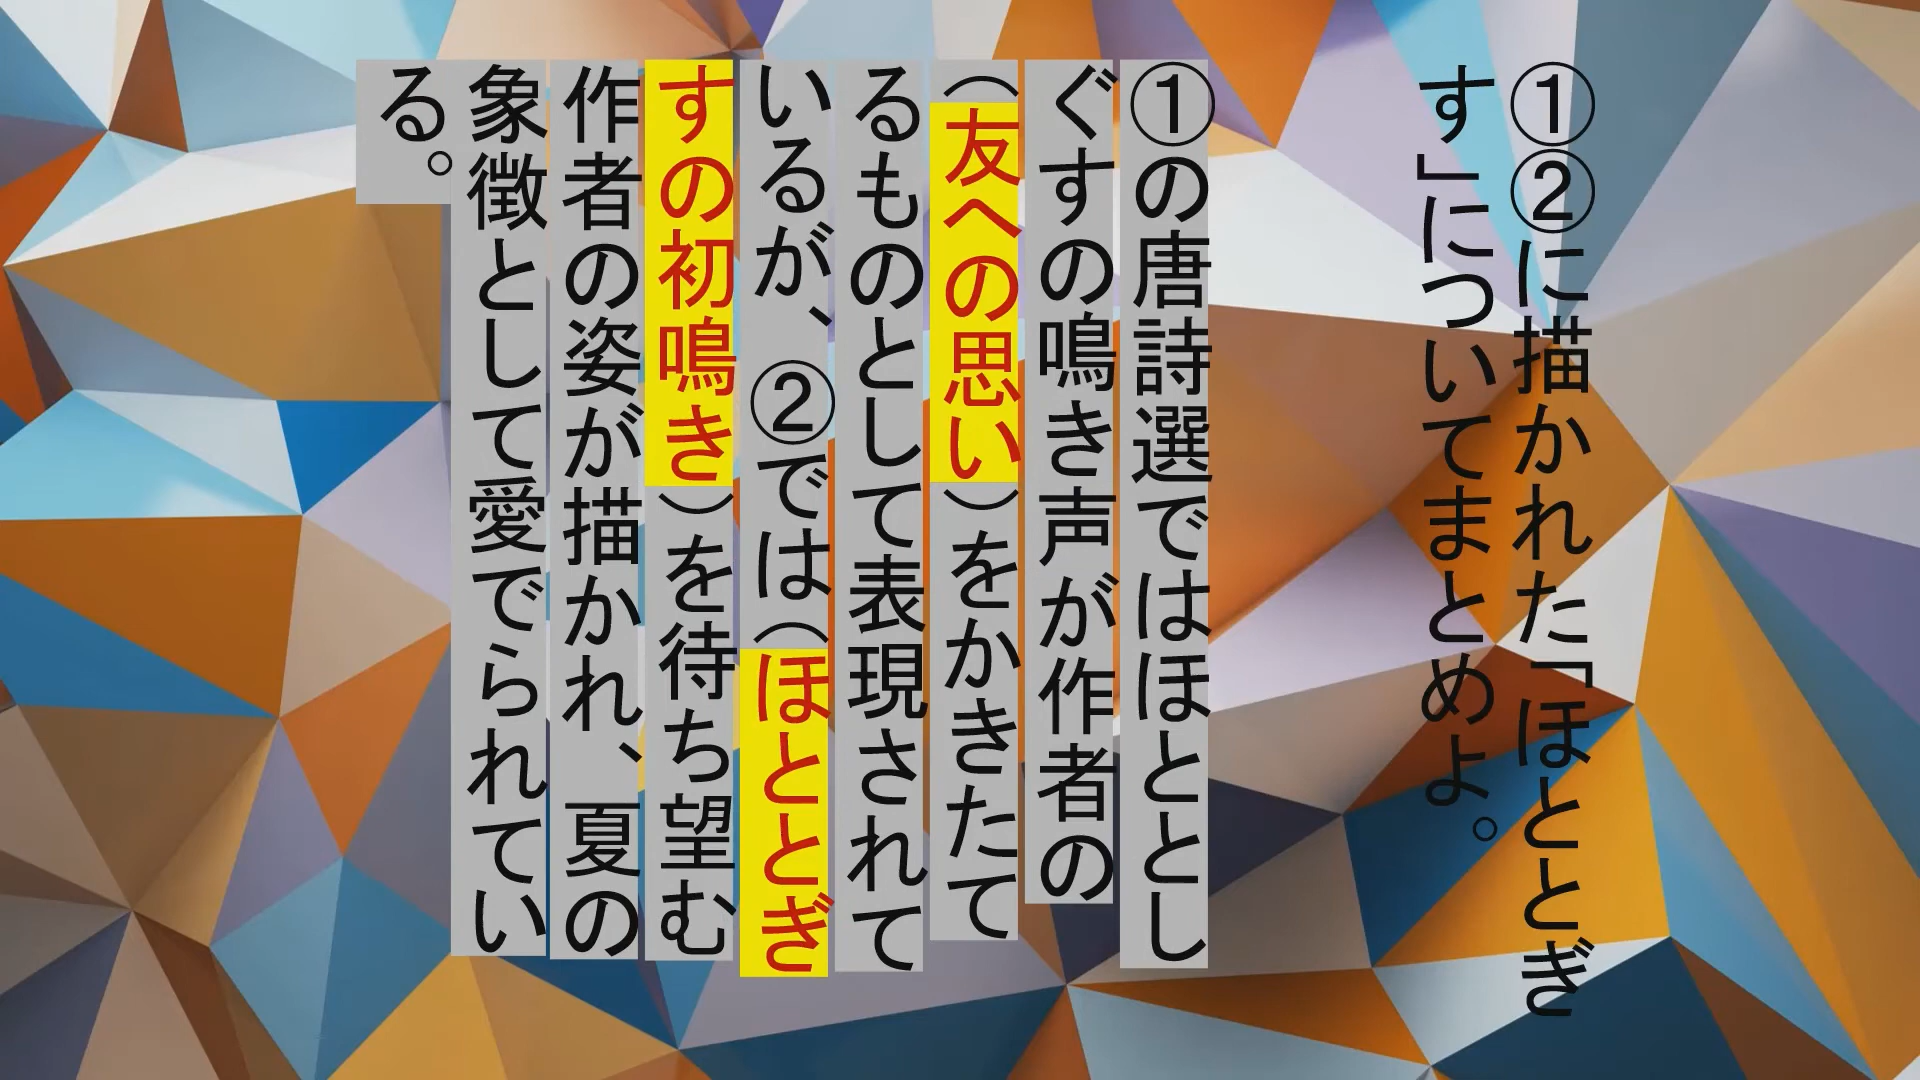 ①②に描かれた「ほととぎ
す」についてまとめよ。
①の唐詩選ではほととし
ぐすの鳴き声が作者の
（友への思い）をかきたて
るものとして表現されて
いるが、②では（ほととぎ
すの初鳴き）を待ち望む
作者の姿が描かれ、夏の
象徴として愛でられてい
る。